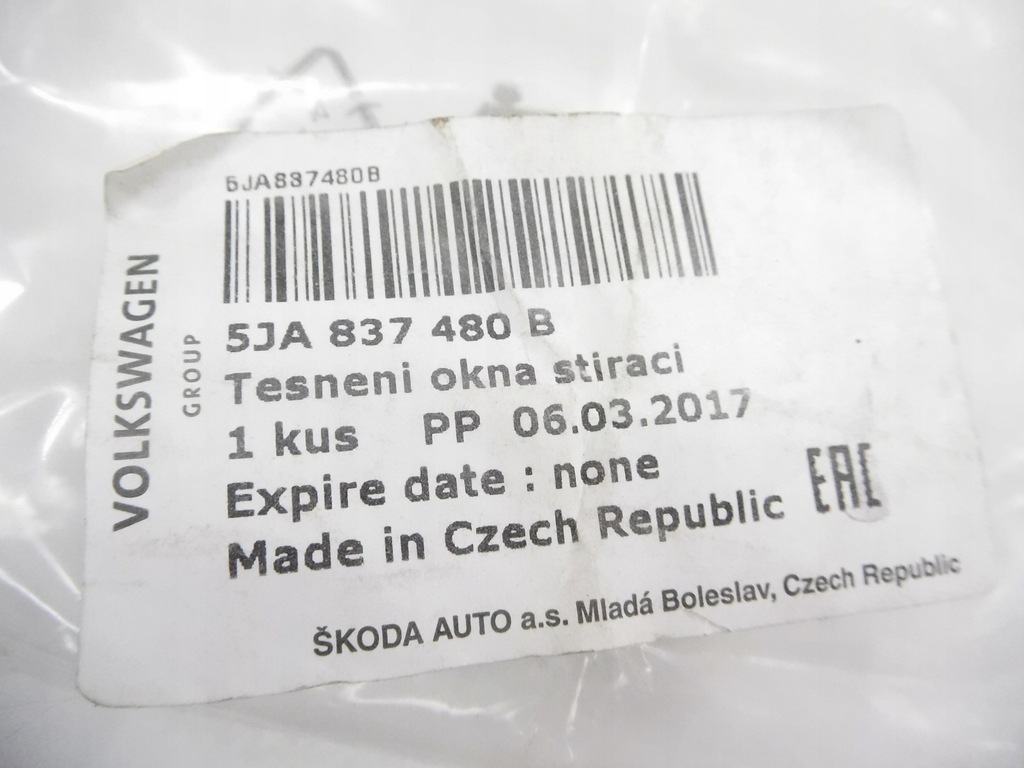 VOLKSWAGEN
GROUP
5JA837480B
5JA 837 480 B
Tesneni okna stiraci
1 kus PP 06.03.2017
Expire date : none
Made in Czech Republic
EAC
ŠKODA AUTO a.s. Mladá Boleslav, Czech Republic